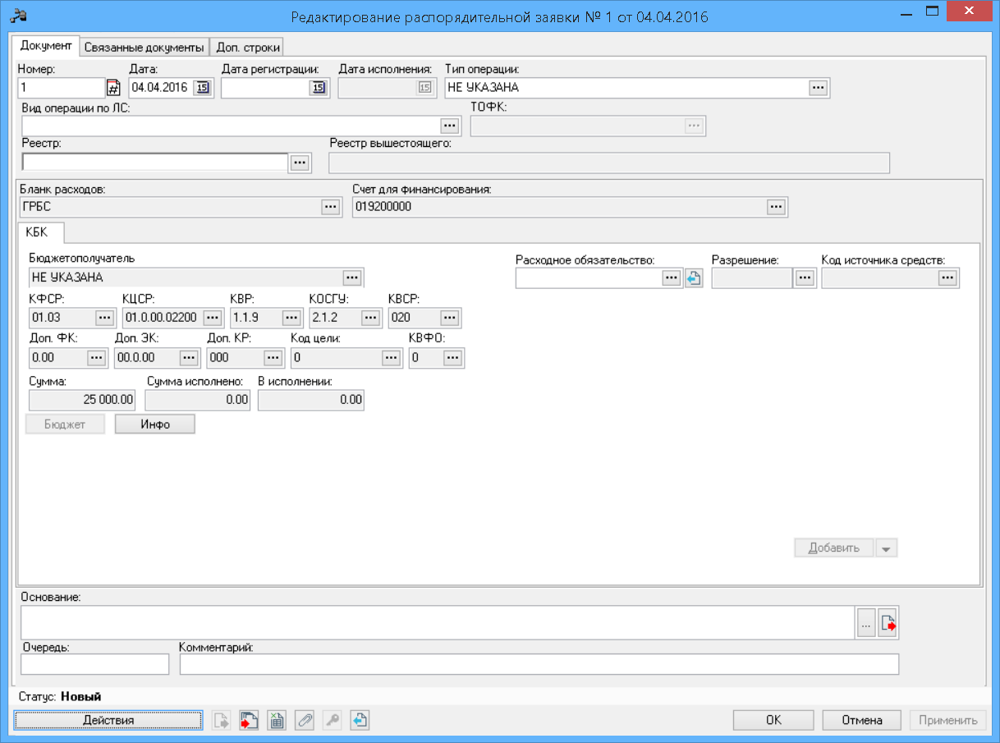 Редактирование распорядительной заявки № 1 от 04.04.2016
Документ Связанные документы Доп. строки
Номер: Дата: Дата регистрации: Дата исполнения: Тип операции:
1 # 04.04.2016 15 15 15 НЕ УКАЗАНА ...
Вид операции по ЛС: ТОФК:
... ...
Реестр: Реестр вышестоящего:
...
Бланк расходов: Счет для финансирования:
ГРБС ... 019200000 ...
КБК
Бюджетополучатель Расходное обязательство: Разрешение: Код источника средств:
НЕ УКАЗАНА ... ... ... ...
КФСР: КЦСР: КВР: КОСГУ: КВСР:
01.03 ... 01.0.00.02200 ... 1.1.9 ... 2.1.2 ... 020 ...
Доп. ФК: Доп. ЭК: Доп. КР: Код цели: КВФО:
0.00 ... 00.0.00 ... 000 ... 0 ... 0 ...
Сумма: Сумма исполнено: В исполнении:
25 000.00 0.00 0.00
Бюджет Инфо
Добавить
Основание:
...
Очередь: Комментарий:
Статус: Новый
Действия OK Отмена Применить